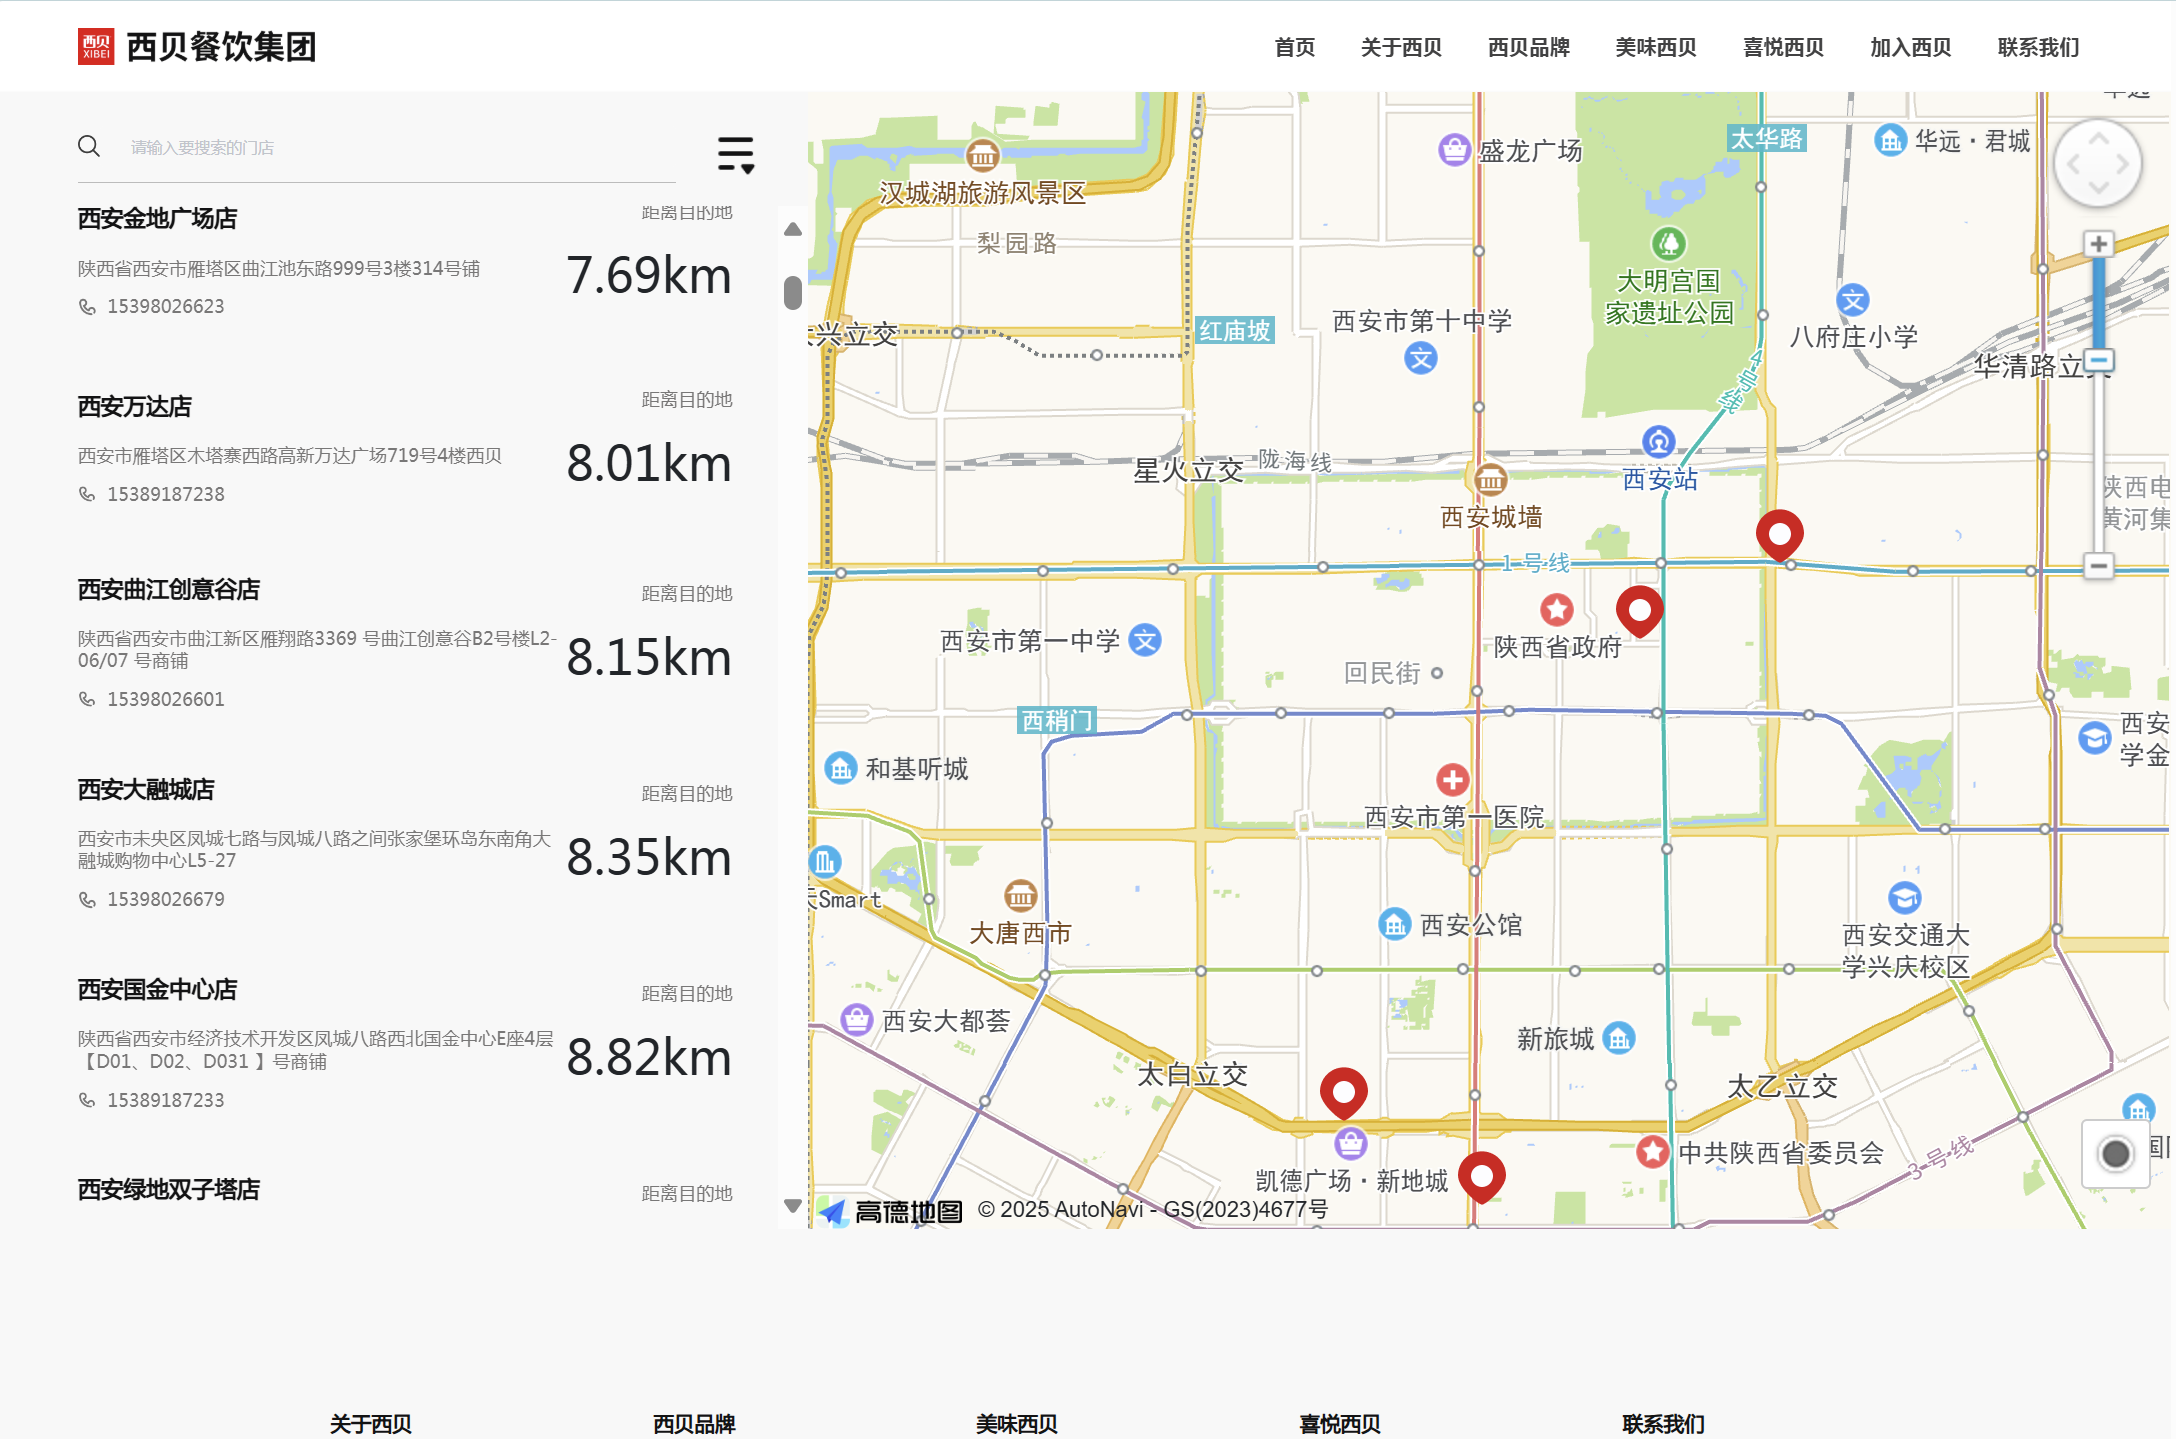 西贝
XIBEI
西贝餐饮集团
首页
关于西贝
西贝品牌
美味西贝
喜悦西贝
加入西贝
联系我们
请输入要搜索的门店
西安金地广场店
距离目的地
陕西省西安市雁塔区曲江池东路999号3楼314号铺
7.69km
15398026623
西安万达店
距离目的地
西安市雁塔区木塔寨西路高新万达广场719号4楼西贝
8.01km
15389187238
西安曲江创意谷店
距离目的地
陕西省西安市曲江新区雁翔路3369 号曲江创意谷B2号楼L2-
06/07 号商铺
8.15km
15398026601
西安大融城店
距离目的地
西安市未央区凤城七路与凤城八路之间张家堡环岛东南角大
融城购物中心L5-27
8.35km
15398026679
西安国金中心店
距离目的地
陕西省西安市经济技术开发区凤城八路西北国金中心E座4层
【D01、D02、D031 】号商铺
8.82km
15389187233
西安绿地双子塔店
距离目的地
盛龙广场
太华路
华远·君城
汉城湖旅游风景区
梨园路
大明宫国
家遗址公园
西安市第十中学
文
红庙坡
兴立交
文
八府庄小学
华清路立交
4号线
星火立交
陇海线
西安站
西安城墙
陕西电
黄河集
1号线
西安市第一中学
文
陕西省政府
回民街
西稍门
西安
学金
和基听城
西安市第一医院
Smart
大唐西市
西安公馆
西安交通大
学兴庆校区
西安大都荟
新旅城
太白立交
太乙立交
凯德广场·新地城
中共陕西省委员会
3号线
国
高德地图
© 2025 AutoNavi - GS(2023)4677号
关于西贝
西贝品牌
美味西贝
喜悦西贝
联系我们